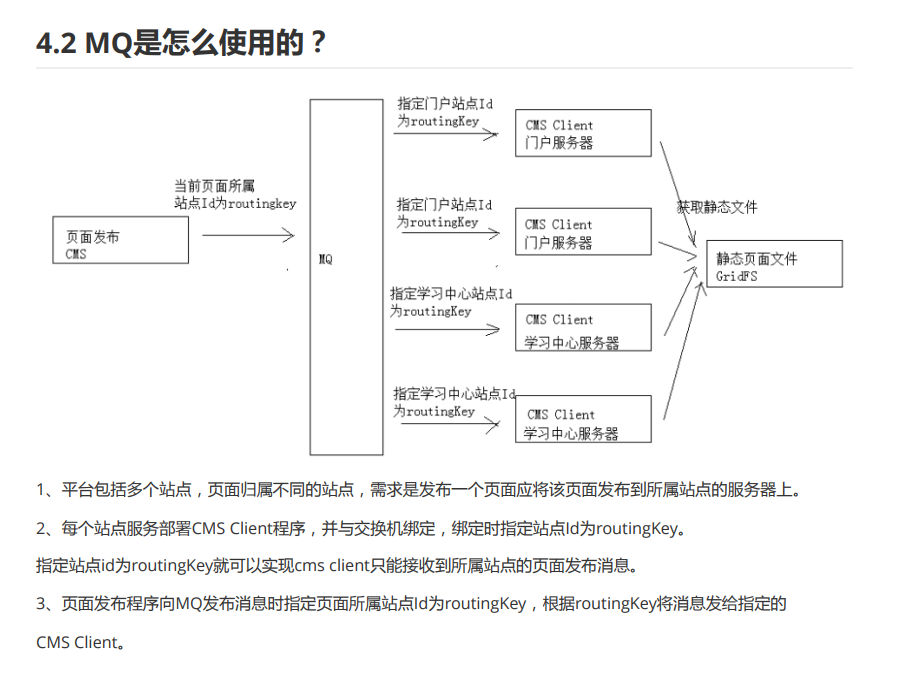 4.2 MQ是怎么使用的？
指定门户站点Id
为routingKey
CMS Client
门户服务器
当前页面所属
站点Id为routingkey
页面发布
CMS
MQ
指定门户站点Id
为routingKey
CMS Client
门户服务器
获取静态文件
静态页面文件
GridFS
指定学习中心站点Id
为routingKey
CMS Client
学习中心服务器
指定学习中心站点Id
为routingKey
CMS Client
学习中心服务器
1、平台包括多个站点，页面归属不同的站点，需求是发布一个页面应将该页面发布到所属站点的服务器上。
2、每个站点服务部署CMS Client程序，并与交换机绑定，绑定时指定站点Id为routingKey。
指定站点id为routingKey就可以实现cms client只能接收到所属站点的页面发布消息。
3、页面发布程序向MQ发布消息时指定页面所属站点Id为routingKey，根据routingKey将消息发给指定的
CMS Client。